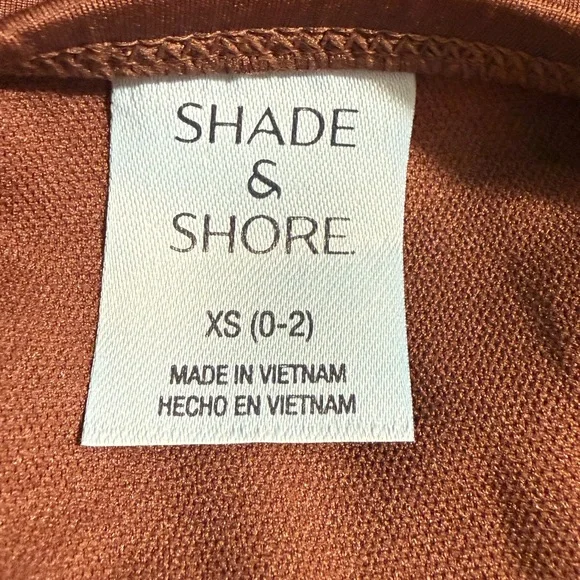 SHADE
&
SHORE.
XS (0-2)
MADE IN VIETNAM
HECHO EN VIETNAM